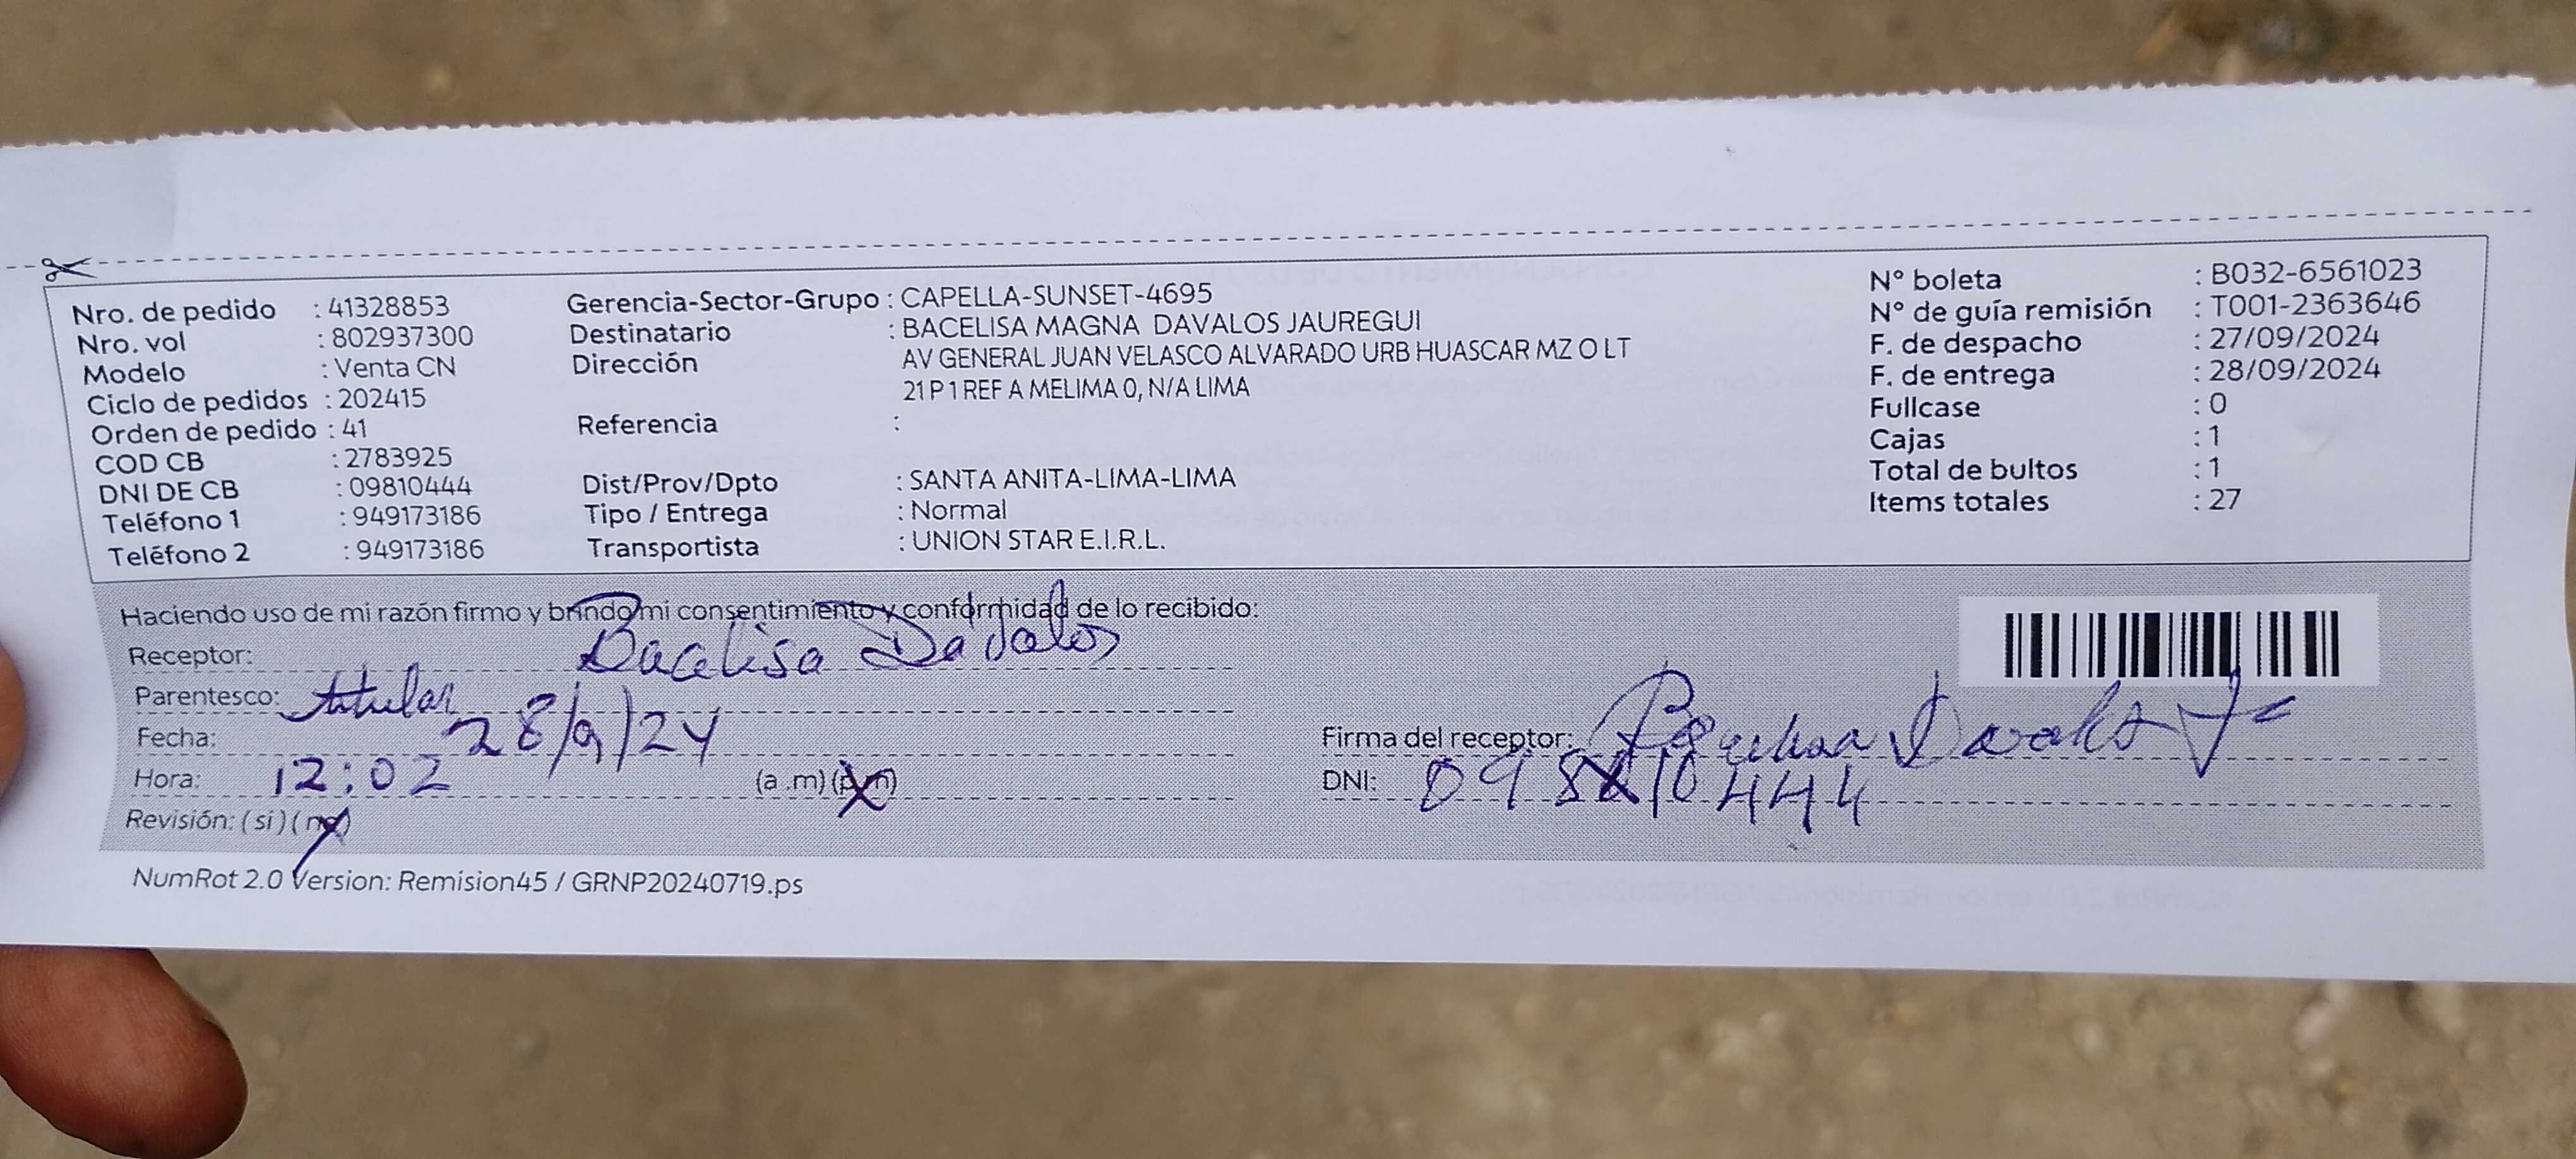 Nro. de pedido : 41328853
Nro. vol : 802937300
Modelo : Venta CN
Ciclo de pedidos : 202415
Orden de pedido : 41
COD CB : 2783925
DNI DE CB : 09810444
Teléfono 1 : 949173186
Teléfono 2 : 949173186
Gerencia-Sector-Grupo : CAPELLA-SUNSET-4695
Destinatario : BACELISA MAGNA DAVALOS JAUREGUI
Dirección AV GENERAL JUAN VELASCO ALVARADO URB HUASCAR MZ O LT
21 P 1 REF A MELIMA 0, N/A LIMA
Referencia :
Dist/Prov/Dpto : SANTA ANITA-LIMA-LIMA
Tipo / Entrega : Normal
Transportista : UNION STAR E.I.R.L.
N° boleta : B032-6561023
N° de guía remisión : T001-2363646
F. de despacho : 27/09/2024
F. de entrega : 28/09/2024
Fullcase : 0
Cajas : 1
Total de bultos : 1
Items totales : 27
Haciendo uso de mi razón firmo y brindo mi consentimiento y conformidad de lo recibido:
Receptor: Bacelisa Davalos
Parentesco: titular
Fecha: 28/9/24
Hora: 12:02 (a .m) (p.m)
Revisión: (si) (no)
Firma del receptor: Davalos
DNI: 09810444
NumRot 2.0 Version: Remision45 / GRNP20240719.ps